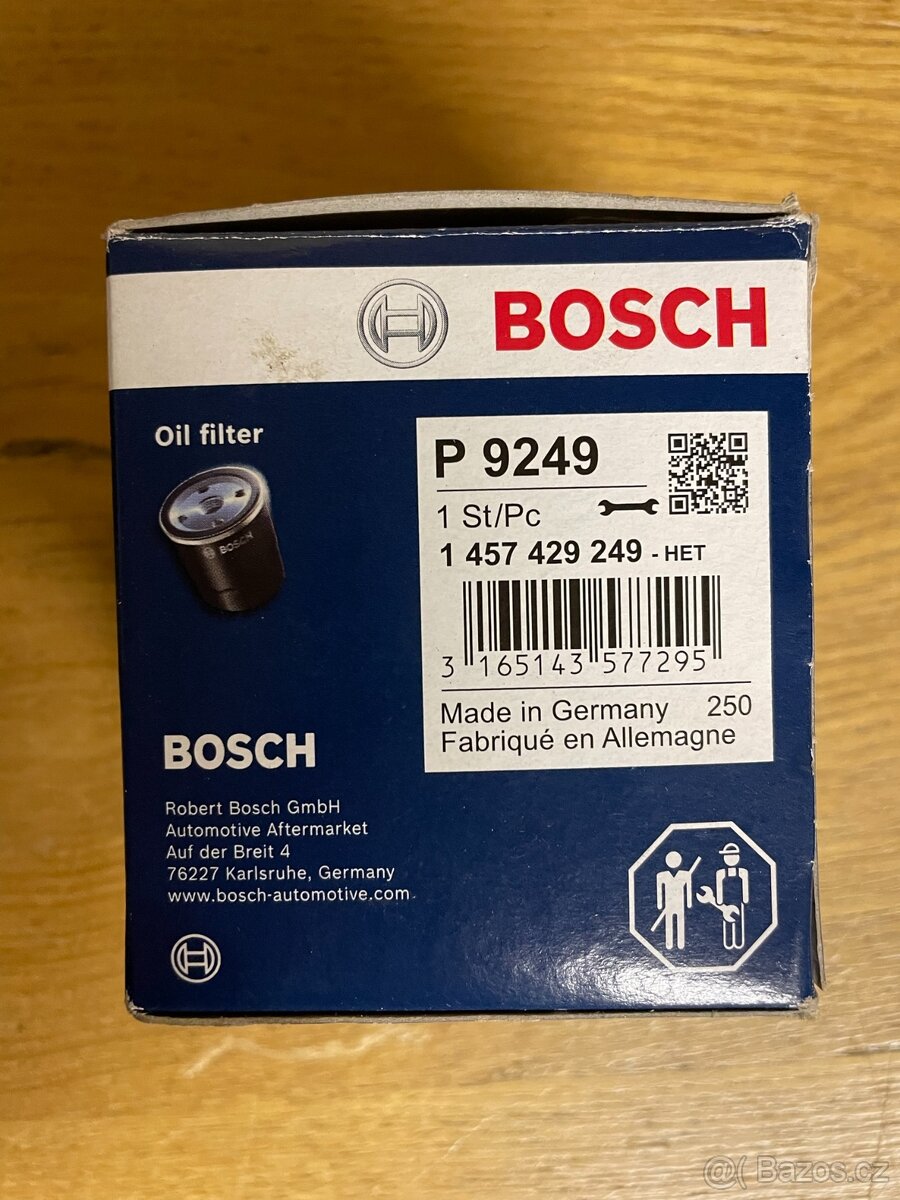 BOSCH
Oil filter
BOSCH
P 9249
1 St/Pc
1 457 429 249 - HET
3 165143 577295
Made in Germany 250
Fabriqué en Allemagne
BOSCH
Robert Bosch GmbH
Automotive Aftermarket
Auf der Breit 4
76227 Karlsruhe, Germany
www.bosch-automotive.com
@( Bazos.cz